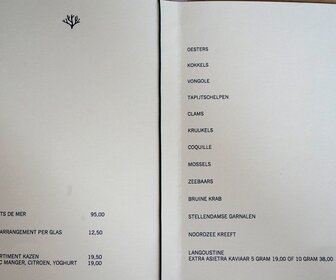 TS DE MER 95,00
ARRANGEMENT PER GLAS 12,50
RTIMENT KAZEN 19,50
C MANGER, CITROEN, YOGHURT 19,00
OESTERS
KOKKELS
VONGOLE
TAPIJTSCHELPEN
CLAMS
KRUUKELS
COQUILLE
MOSSELS
ZEEBAARS
BRUINE KRAB
STELLENDAMSE GARNALEN
NOORDZEE KREEFT
LANGOUSTINE
EXTRA ASIETRA KAVIAAR 5 GRAM 19,00 OF 10 GRAM 38,00